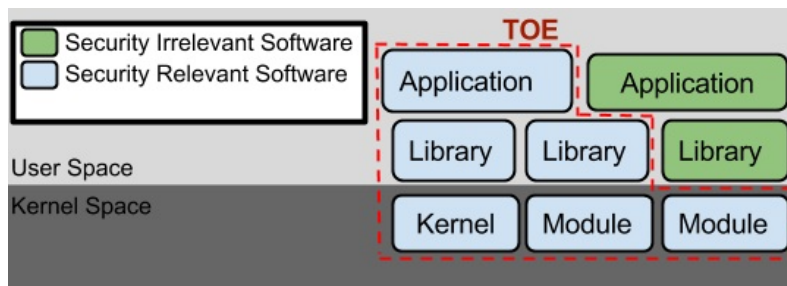 TOE
Security Irrelevant Software
Security Relevant Software
Application
Application
Library
Library
Library
User Space
Kernel Space
Kernel
Module
Module